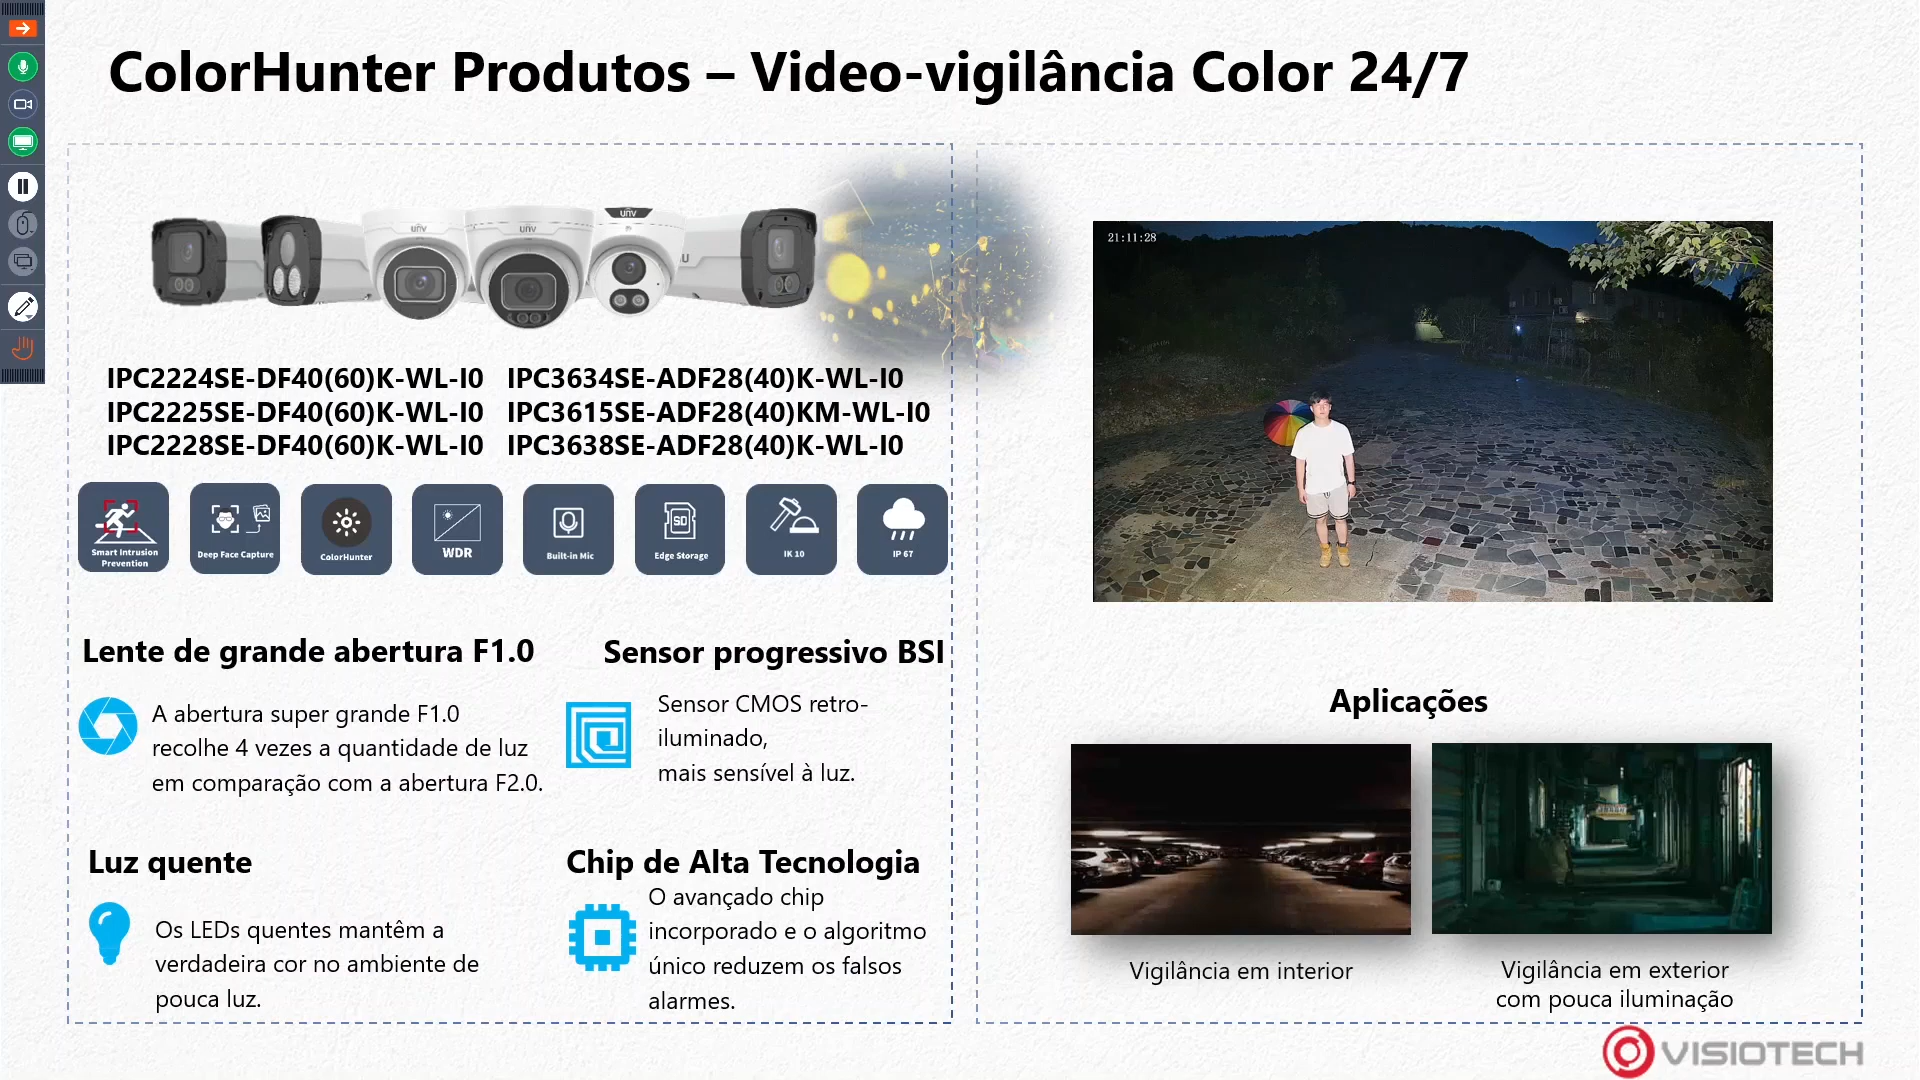 ColorHunter Produtos – Video-vigilância Color 24/7
unv
unv
unv
U
21:11:28
IPC2224SE-DF40(60)K-WL-I0 IPC3634SE-ADF28(40)K-WL-I0
IPC2225SE-DF40(60)K-WL-I0 IPC3615SE-ADF28(40)KM-WL-I0
IPC2228SE-DF40(60)K-WL-I0 IPC3638SE-ADF28(40)K-WL-I0
Smart Intrusion
Prevention
Deep Face Capture
ColorHunter
WDR
Built-in Mic
SD
Edge Storage
IK 10
IP 67
Lente de grande abertura F1.0
A abertura super grande F1.0
recolhe 4 vezes a quantidade de luz
em comparação com a abertura F2.0.
Sensor progressivo BSI
Sensor CMOS retro-
iluminado,
mais sensível à luz.
Luz quente
Os LEDs quentes mantêm a
verdadeira cor no ambiente de
pouca luz.
Chip de Alta Tecnologia
O avançado chip
incorporado e o algoritmo
único reduzem os falsos
alarmes.
Aplicações
Vigilância em interior
Vigilância em exterior
com pouca iluminação
VISIOTECH